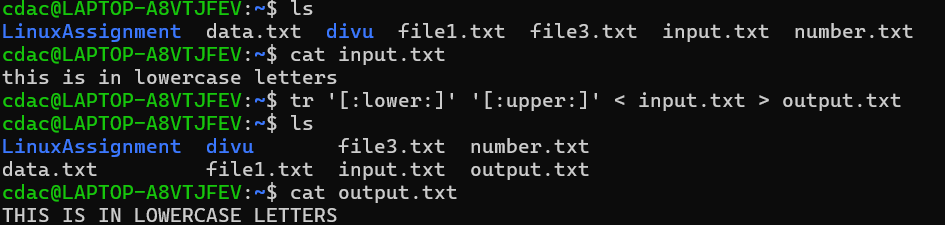 cdac@LAPTOP-A8VTJFEV:~$ ls
LinuxAssignment  data.txt  divu  file1.txt  file3.txt  input.txt  number.txt
cdac@LAPTOP-A8VTJFEV:~$ cat input.txt
this is in lowercase letters
cdac@LAPTOP-A8VTJFEV:~$ tr '[:lower:]' '[:upper:]' < input.txt > output.txt
cdac@LAPTOP-A8VTJFEV:~$ ls
LinuxAssignment  divu       file3.txt  number.txt
data.txt         file1.txt  input.txt  output.txt
cdac@LAPTOP-A8VTJFEV:~$ cat output.txt
THIS IS IN LOWERCASE LETTERS